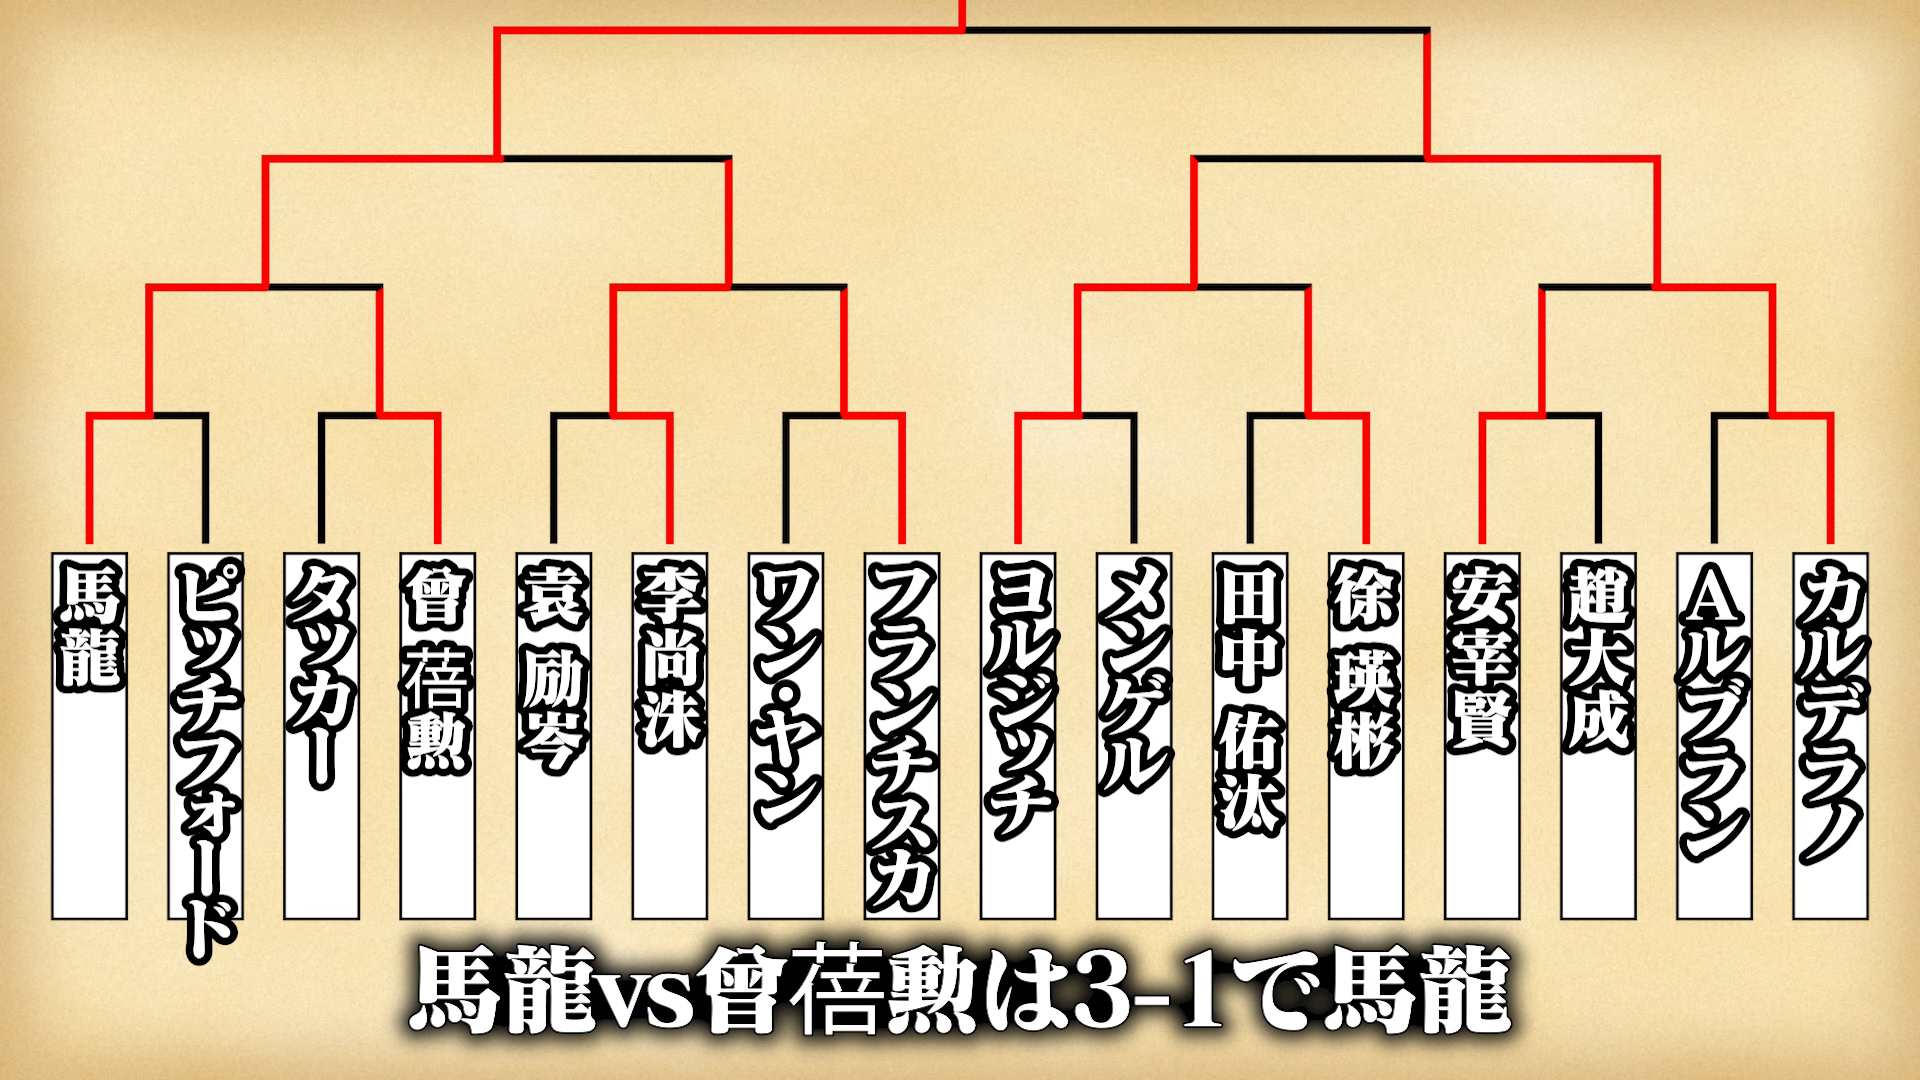 馬龍
ピッチフォード
タッカー
曾 蓓勲
袁 励岑
李尚洙
ワン・ヤン
フランチスカ
ヨルジッチ
メンゲル
田中 佑汰
徐 瑛彬
安宰賢
趙大成
Aルブラン
カルデラノ
馬龍vs曾蓓勲は3-1で馬龍